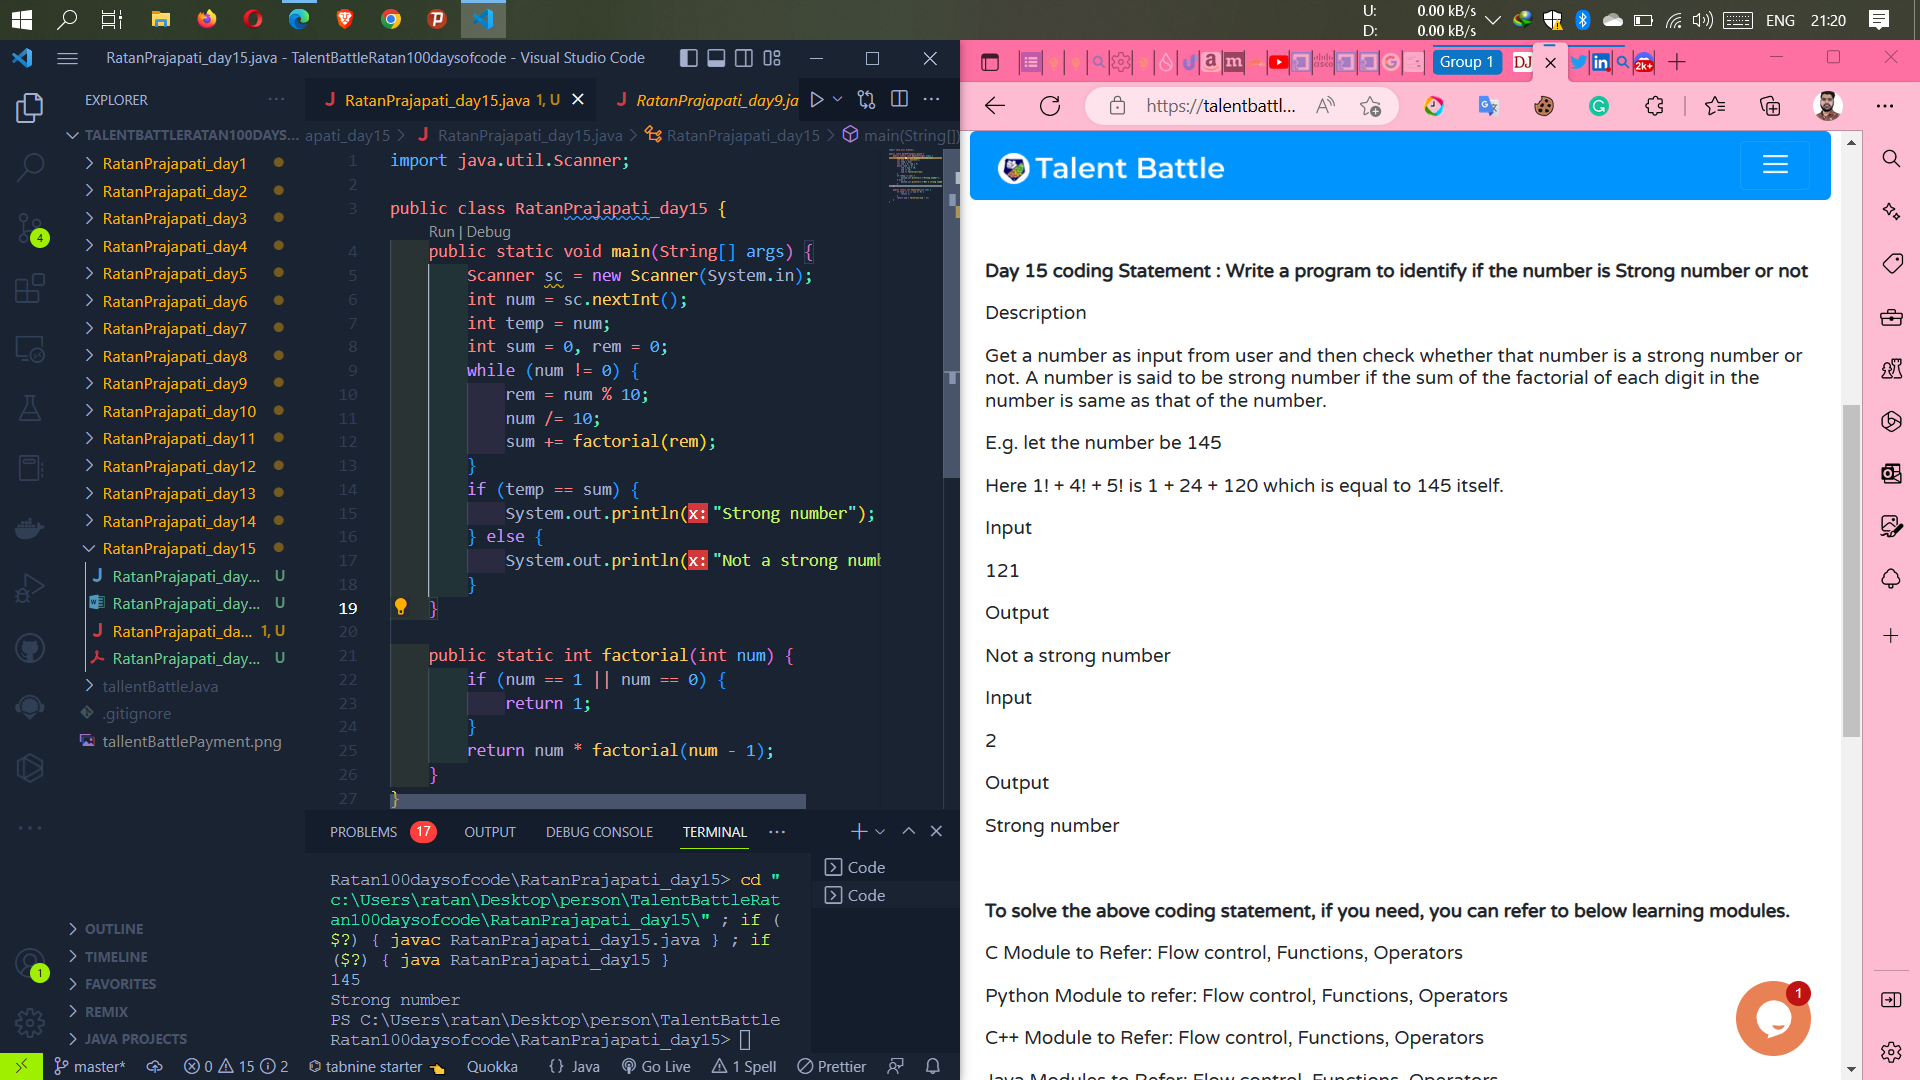 U: 0.00 kB/s
D: 0.00 kB/s
ENG 21:20
RatanPrajapati_day15.java - TalentBattleRatan100daysofcode - Visual Studio Code
EXPLORER
TALENTBATTLERATAN100DAYS...
RatanPrajapati_day1
RatanPrajapati_day2
RatanPrajapati_day3
RatanPrajapati_day4
RatanPrajapati_day5
RatanPrajapati_day6
RatanPrajapati_day7
RatanPrajapati_day8
RatanPrajapati_day9
RatanPrajapati_day10
RatanPrajapati_day11
RatanPrajapati_day12
RatanPrajapati_day13
RatanPrajapati_day14
RatanPrajapati_day15
RatanPrajapati_day... U
RatanPrajapati_day... U
RatanPrajapati_da... 1, U
RatanPrajapati_day... U
tallentBattleJava
.gitignore
tallentBattlePayment.png
OUTLINE
TIMELINE
FAVORITES
REMIX
JAVA PROJECTS
4
1
RatanPrajapati_day15.java 1, U
RatanPrajapati_day9.ja
apati_day15 > J RatanPrajapati_day15.java > RatanPrajapati_day15 > main(String[])
1 import java.util.Scanner;
2
3 public class RatanPrajapati_day15 {
Run | Debug
4 public static void main(String[] args) {
5 Scanner sc = new Scanner(System.in);
6 int num = sc.nextInt();
7 int temp = num;
8 int sum = 0, rem = 0;
9 while (num != 0) {
10 rem = num % 10;
11 num /= 10;
12 sum += factorial(rem);
13 }
14 if (temp == sum) {
15 System.out.println(x: "Strong number");
16 } else {
17 System.out.println(x: "Not a strong numb
18 }
19 }
20
21 public static int factorial(int num) {
22 if (num == 1 || num == 0) {
23 return 1;
24 }
25 return num * factorial(num - 1);
26 }
27 }
PROBLEMS 17 OUTPUT DEBUG CONSOLE TERMINAL
Code
Code
Ratan100daysofcode\RatanPrajapati_day15> cd "
c:\Users\ratan\Desktop\person\TalentBattleRat
an100daysofcode\RatanPrajapati_day15\" ; if (
$?) { javac RatanPrajapati_day15.java } ; if
($?) { java RatanPrajapati_day15 }
145
Strong number
PS C:\Users\ratan\Desktop\person\TalentBattle
Ratan100daysofcode\RatanPrajapati_day15>
master* 0 15 2 tabnine starter Quokka {} Java Go Live 1 Spell Prettier
Group 1
DJ
2k+
https://talentbattl...
Talent Battle
Day 15 coding Statement : Write a program to identify if the number is Strong number or not
Description
Get a number as input from user and then check whether that number is a strong number or
not. A number is said to be strong number if the sum of the factorial of each digit in the
number is same as that of the number.
E.g. let the number be 145
Here 1! + 4! + 5! is 1 + 24 + 120 which is equal to 145 itself.
Input
121
Output
Not a strong number
Input
2
Output
Strong number
To solve the above coding statement, if you need, you can refer to below learning modules.
C Module to Refer: Flow control, Functions, Operators
Python Module to refer: Flow control, Functions, Operators
C++ Module to Refer: Flow control, Functions, Operators
Java Modules to Refer: Flow control, Functions, Operators
1